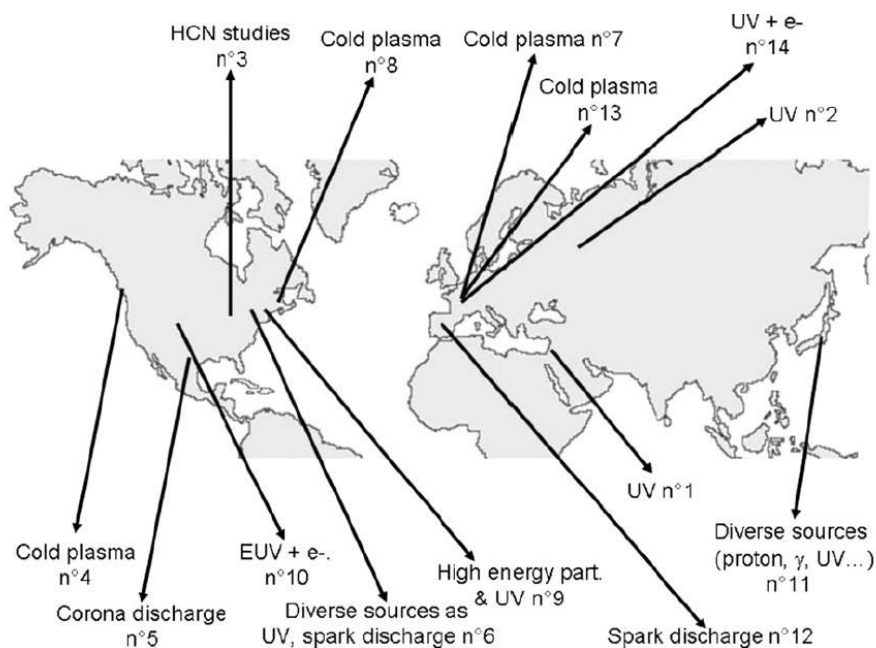 HCN studies
n°3
Cold plasma
n°8
Cold plasma n°7
UV + e-
n°14
Cold plasma
n°13
UV n°2
UV n°1
Cold plasma
n°4
Corona discharge
n°5
EUV + e-.
n°10
Diverse sources as
UV, spark discharge n°6
High energy part.
& UV n°9
Spark discharge n°12
Diverse sources
(proton, γ, UV...)
n°11